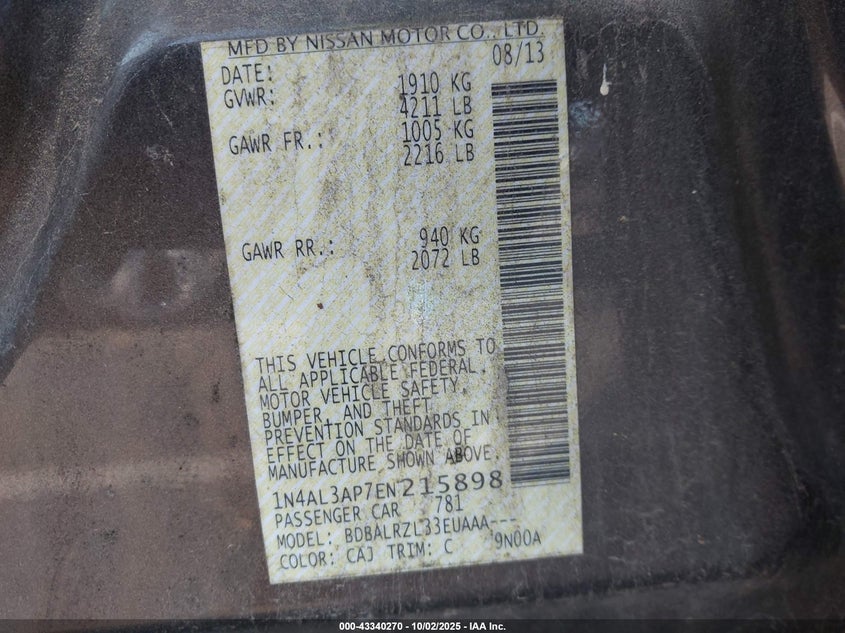 MFD BY NISSAN MOTOR CO., LTD.
DATE: 08/13
GVWR: 1910 KG
4211 LB
GAWR FR.: 1005 KG
2216 LB
GAWR RR.: 940 KG
2072 LB
THIS VEHICLE CONFORMS TO
ALL APPLICABLE FEDERAL
MOTOR VEHICLE SAFETY,
BUMPER, AND THEFT
PREVENTION STANDARDS IN
EFFECT ON THE DATE OF
MANUFACTURE SHOWN ABOVE.
1N4AL3AP7EN215898
PASSENGER CAR 781
MODEL: BDBALRZL33EUAAA---
COLOR: CAJ TRIM: C 9N00A
000-43340270 - 10/02/2025 - IAA Inc.